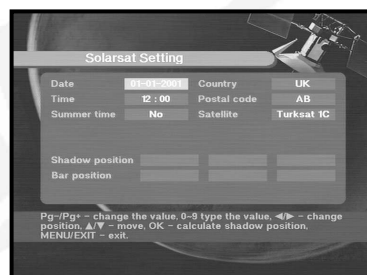 Solarsat Setting
Date 01-01-2001 Country UK
Time 12 : 00 Postal code AB
Summer time No Satellite Turksat 1C
Shadow position
Bar position
Pg-/Pg+ - change the value, 0~9 type the value, ◀/▶ - change
position, ▲/▼ - move, OK - calculate shadow position,
MENU/EXIT - exit.